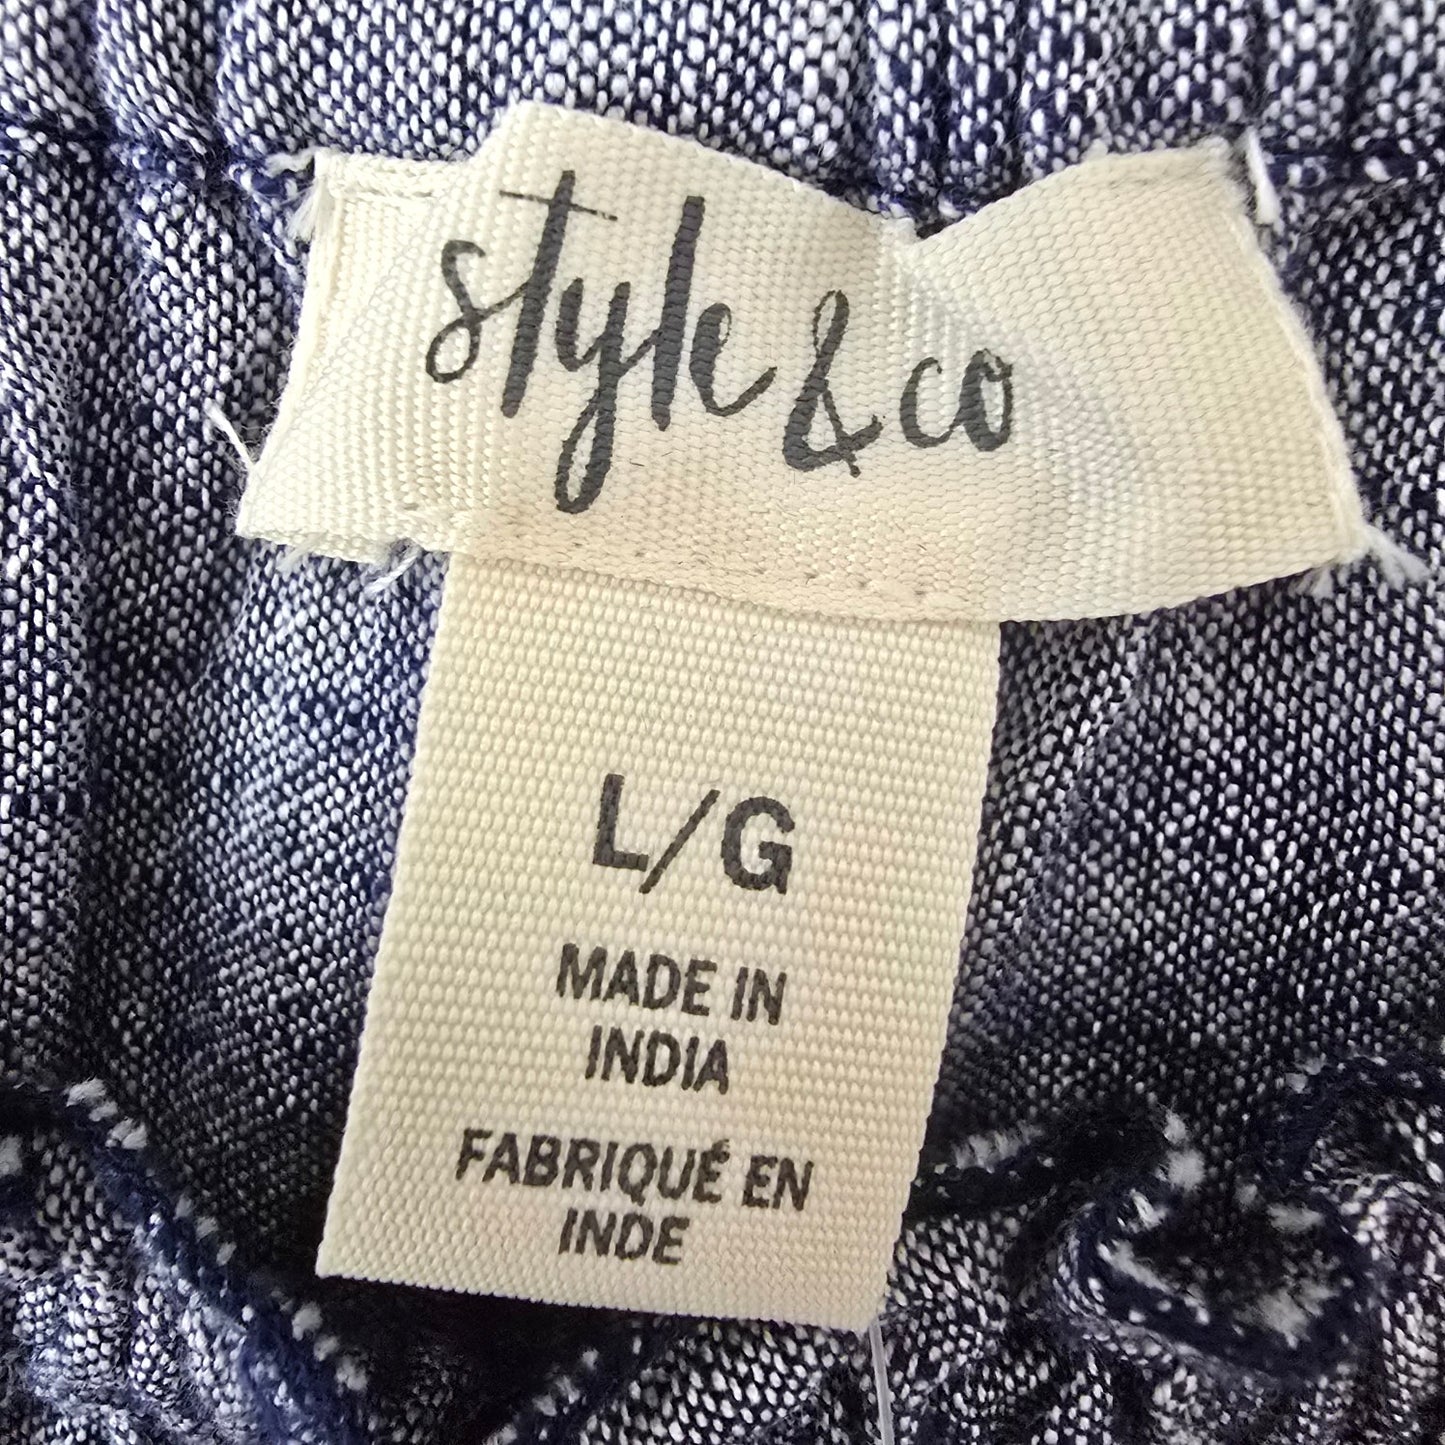 style & co
L/G
MADE IN
INDIA
FABRIQUÉ EN
INDE